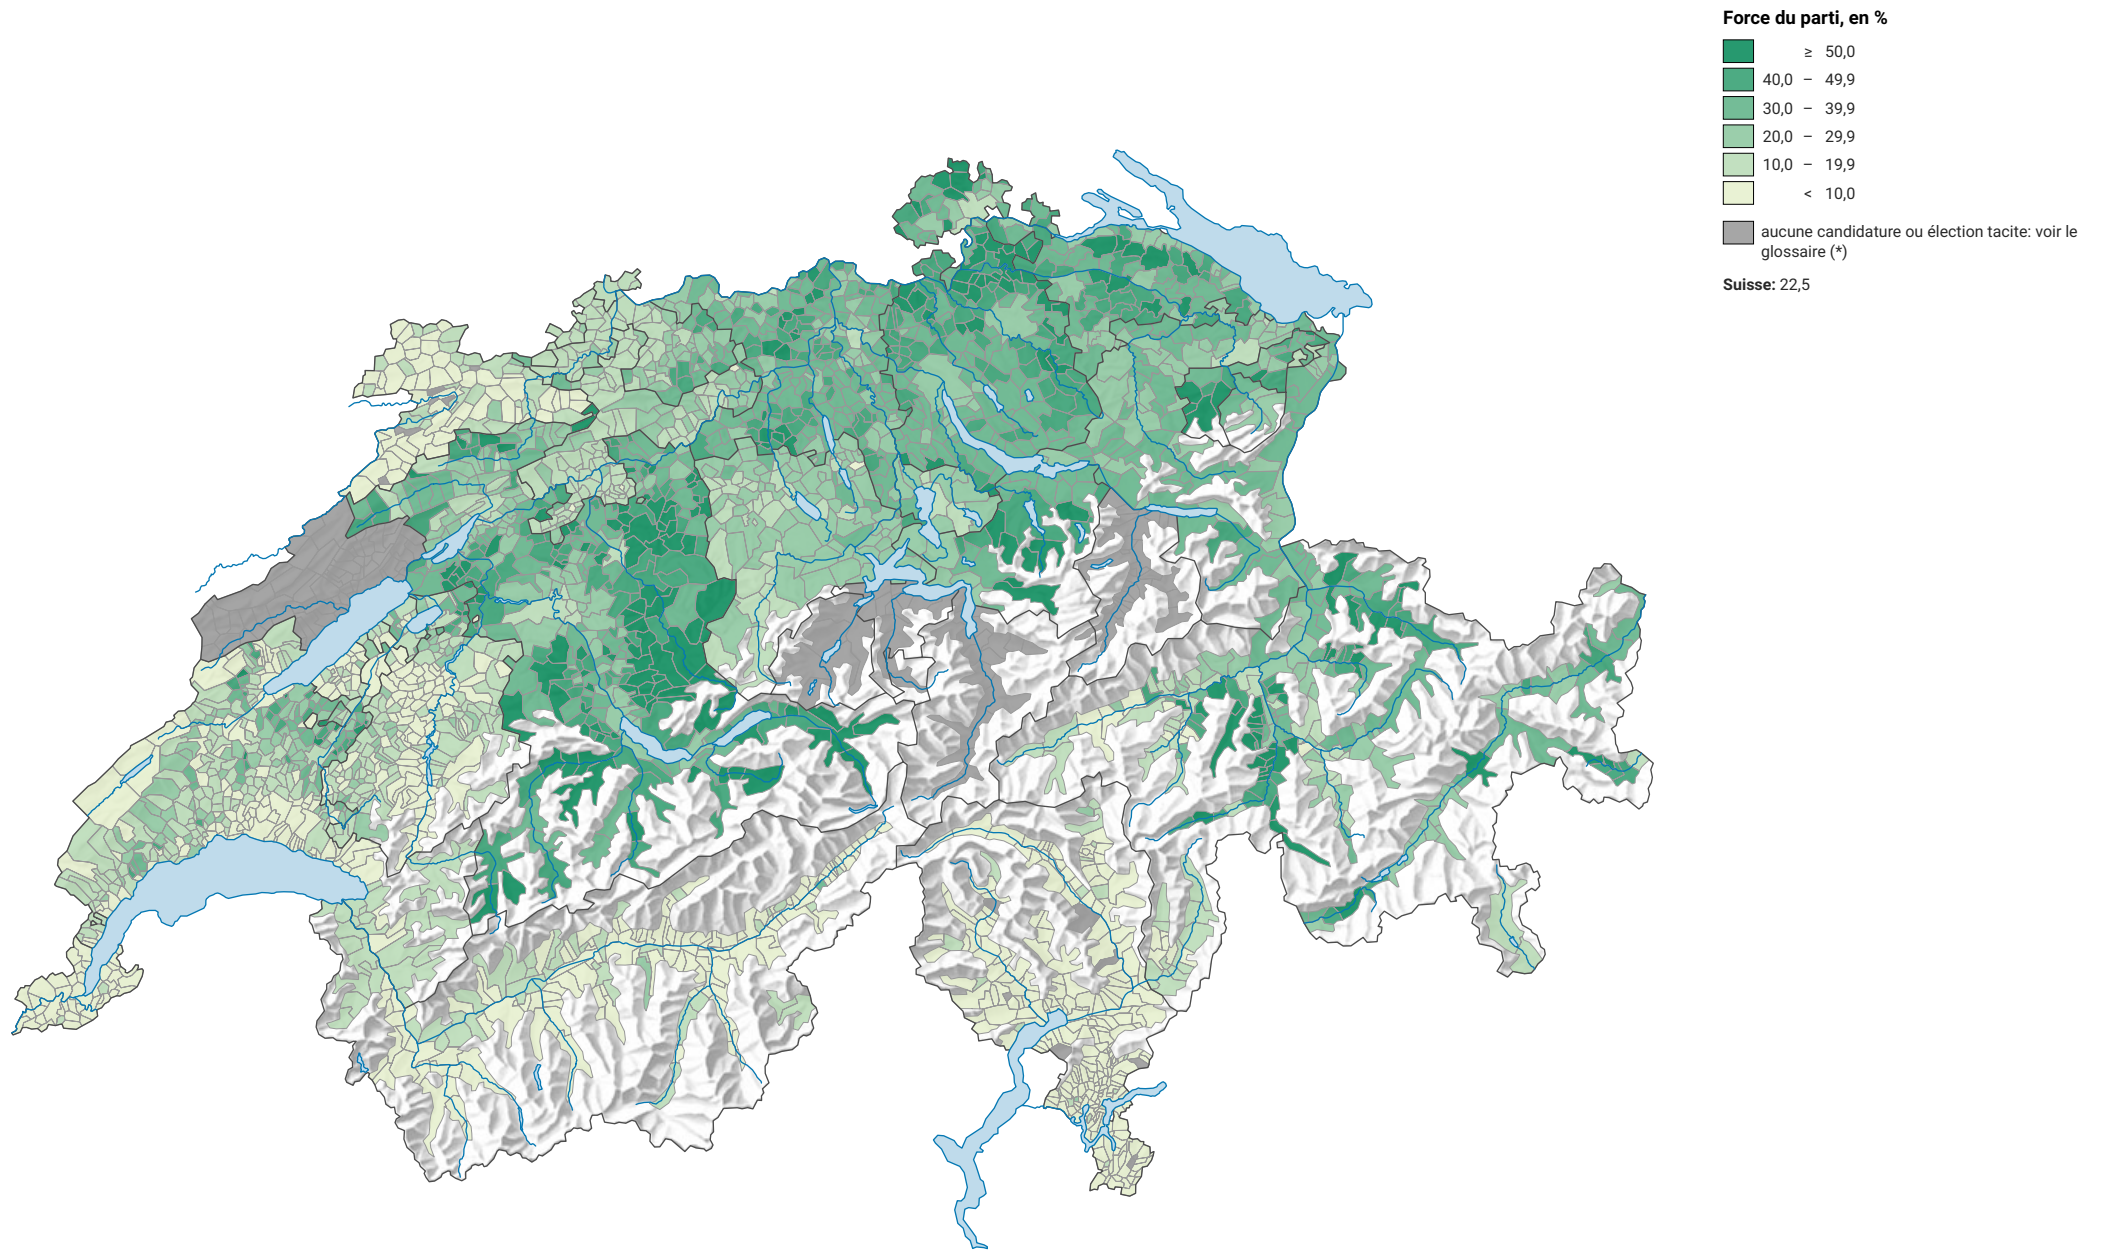 Force du parti, en %
≥ 50,0
40,0 – 49,9
30,0 – 39,9
20,0 – 29,9
10,0 – 19,9
< 10,0
aucune candidature ou élection tacite: voir le
glossaire (*)
Suisse: 22,5